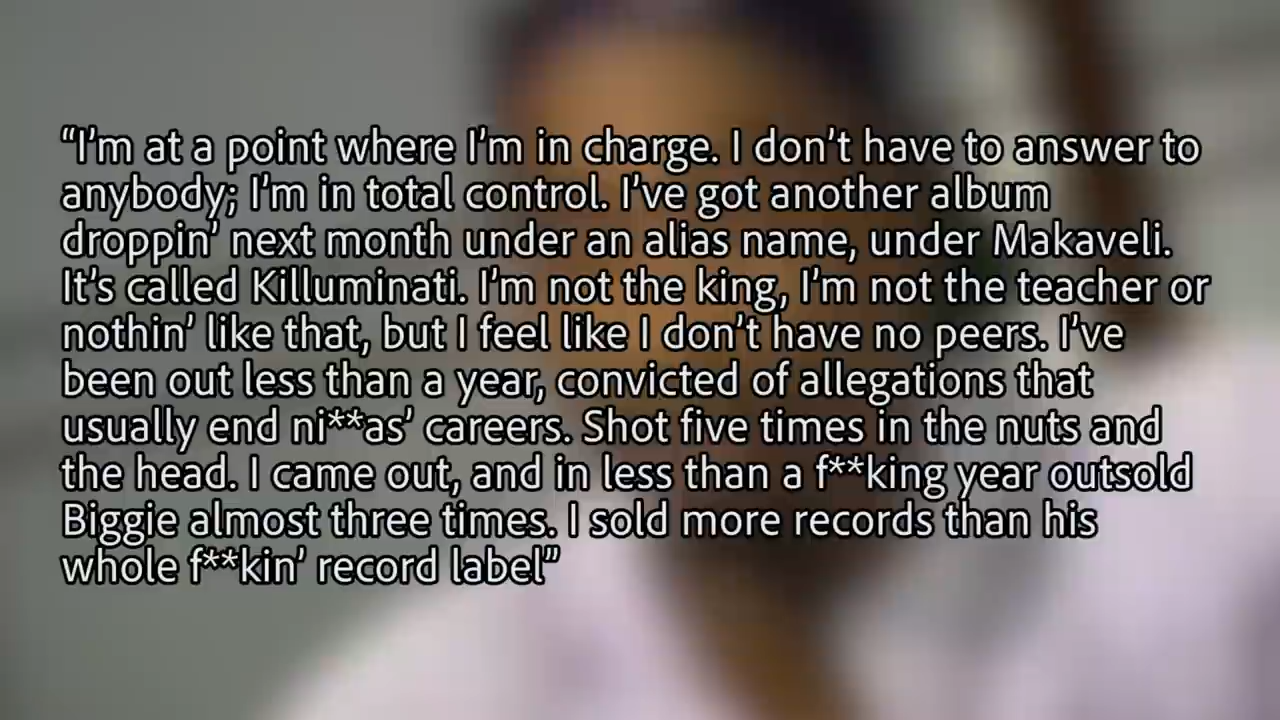 “I’m at a point where I’m in charge. I don’t have to answer to
anybody; I’m in total control. I’ve got another album
droppin’ next month under an alias name, under Makaveli.
It’s called Killuminati. I’m not the king, I’m not the teacher or
nothin’ like that, but I feel like I don’t have no peers. I’ve
been out less than a year, convicted of allegations that
usually end ni**as’ careers. Shot five times in the nuts and
the head. I came out, and in less than a f**king year outsold
Biggie almost three times. I sold more records than his
whole f**kin’ record label”